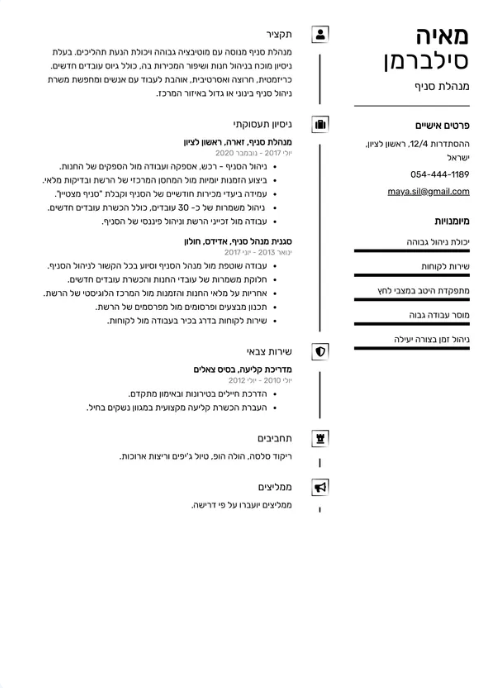 מאיה
סילברמן
מנהלת סניף
פרטים אישיים
ההסתדרות 12/4, ראשון לציון,
ישראל
054-444-1189
maya.sil@gmail.com
מיומנויות
יכולת ניהול גבוהה
שירות לקוחות
מתפקדת היטב במצבי לחץ
מוסר עבודה גבוה
ניהול זמן בצורה יעילה
תקציר
מנהלת סניף מנוסה עם מוטיבציה גבוהה ויכולת הנעת תהליכים. בעלת
ניסיון מוכח בניהול חנות ושיפור המכירות בה, כולל גיוס עובדים חדשים.
כריזמטית, חרוצה ואסרטיבית, אוהבת לעבוד עם אנשים ומחפשת משרת
ניהול סניף בינוני או גדול באיזור המרכז.
ניסיון תעסוקתי
מנהלת סניף, זארה, ראשון לציון
יולי 2017 - נובמבר 2020
• ניהול הסניף - רכש, אספקה ועבודה מול הספקים של החנות.
• ביצוע הזמנות יומיות מול המחסן המרכזי של הרשת ובדיקות מלאי.
• עמידה ביעדי מכירות חודשיים של הסניף וקבלת "סניף מצטיין".
• ניהול משמרות של כ- 30 עובדים, כולל הכשרת עובדים חדשים.
• עבודה מול זכייני הרשת וניהול פיננסי של הסניף.
סגנית מנהל סניף, אדידס, חולון
ינואר 2013 - יוני 2017
• עבודה שוטפת מול מנהל הסניף וסיוע בכל הקשור לניהול הסניף.
• חלוקת משמרות של עובדי החנות והכשרת עובדים חדשים.
• אחריות על מלאי החנות והזמנות מול המרכז הלוגיסטי של הרשת.
• תכנון מבצעים ופרסומים מול מפרסמים של הרשת.
• שירות לקוחות בדרג בכיר בעבודה מול לקוחות.
שירות צבאי
מדריכת קליעה, בסיס צאלים
יולי 2010 - יולי 2012
• הדרכת חיילים בטירונות ובאימון מתקדם.
• העברת הכשרת קליעה מקצועית במגוון נשקים בחיל.
תחביבים
ריקוד סלסה, הולה הופ, טיול ג'יפים וריצות ארוכות.
ממליצים
ממליצים יועברו על פי דרישה.